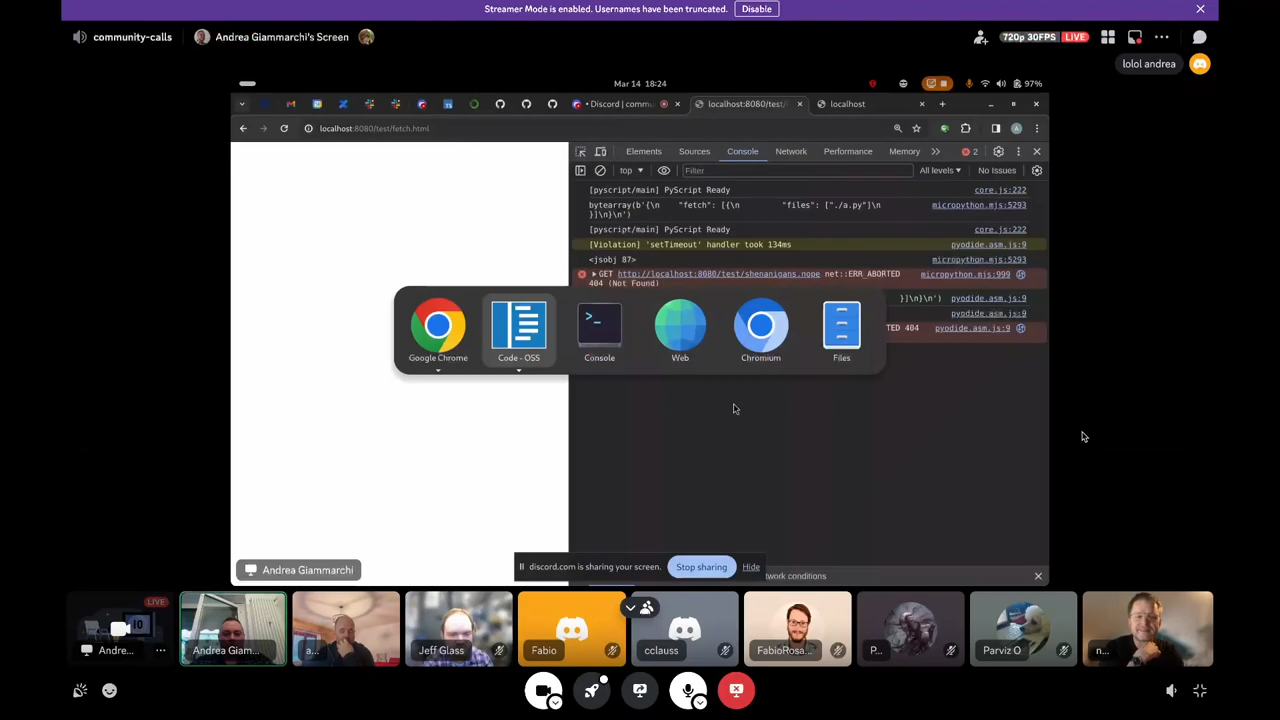 Streamer Mode is enabled. Usernames have been truncated. Disable
community-calls Andrea Giammarchi's Screen 720p 30FPS LIVE
lolol andrea
Mar 14 18:24 97%
Discord | commu localhost:8080/test/f localhost
localhost:8080/test/fetch.html
Elements Sources Console Network Performance Memory 2
top Filter All levels No Issues
[pyscript/main] PyScript Ready core.js:222
bytearray(b'{\n "fetch": [{\n "files": ["./a.py"]\n micropython.mjs:5293
}]\n}\n')
[pyscript/main] PyScript Ready core.js:222
[Violation] 'setTimeout' handler took 134ms pyodide.asm.js:9
<jsobj 87> micropython.mjs:5293
GET http://localhost:8080/test/shenanigans.nope net::ERR_ABORTED micropython.mjs:999
404 (Not Found)
}]\n}\n') pyodide.asm.js:9
pyodide.asm.js:9
TED 404 pyodide.asm.js:9
Google Chrome Code - OSS Console Web Chromium Files
discord.com is sharing your screen. Stop sharing Hide
Andrea Giammarchi
twork conditions
LIVE
Andre... Andrea Giam... a... Jeff Glass Fabio cclauss FabioRosa... P... Parviz O n...